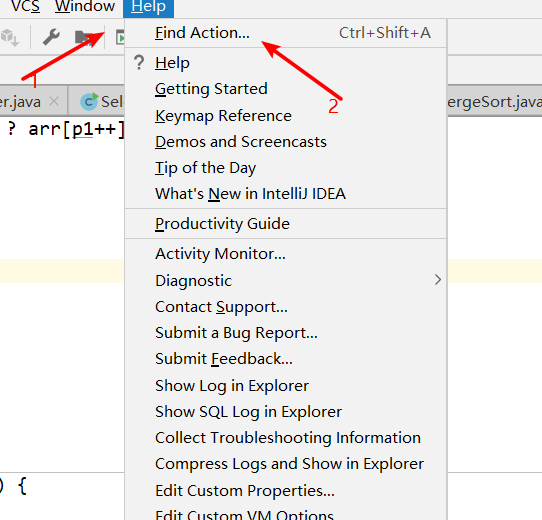 VCS Window Help
Find Action... Ctrl+Shift+A
1
? Help
er.java Sele ergeSort.java
Getting Started
2
Keymap Reference
? arr[p1++]
Demos and Screencasts
Tip of the Day
What's New in IntelliJ IDEA
Productivity Guide
Activity Monitor...
Diagnostic
Contact Support...
Submit a Bug Report...
Submit Feedback...
Show Log in Explorer
Show SQL Log in Explorer
Collect Troubleshooting Information
Compress Logs and Show in Explorer
) {
Edit Custom Properties...
Edit Custom VM Options